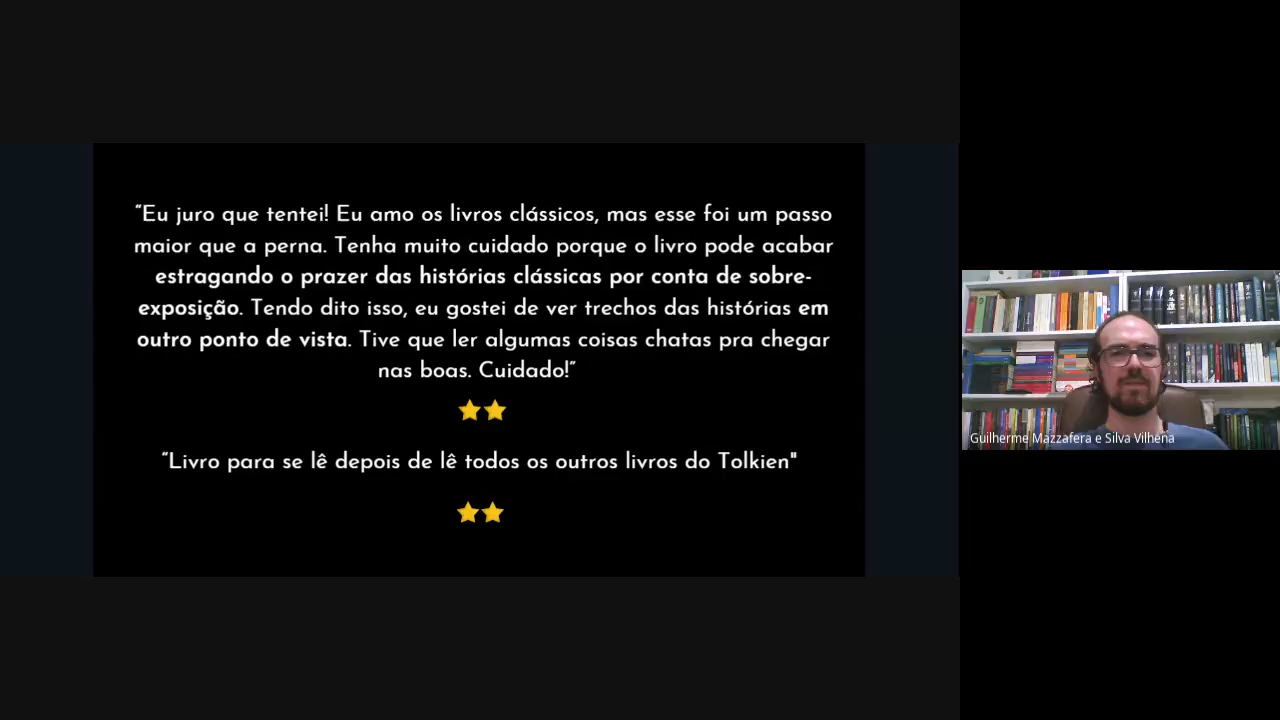 “Eu juro que tentei! Eu amo os livros clássicos, mas esse foi um passo
maior que a perna. Tenha muito cuidado porque o livro pode acabar
estragando o prazer das histórias clássicas por conta de sobre-
exposição. Tendo dito isso, eu gostei de ver trechos das histórias em
outro ponto de vista. Tive que ler algumas coisas chatas pra chegar
nas boas. Cuidado!”
“Livro para se lê depois de lê todos os outros livros do Tolkien"
Guilherme Mazzafera e Silva Vilhena